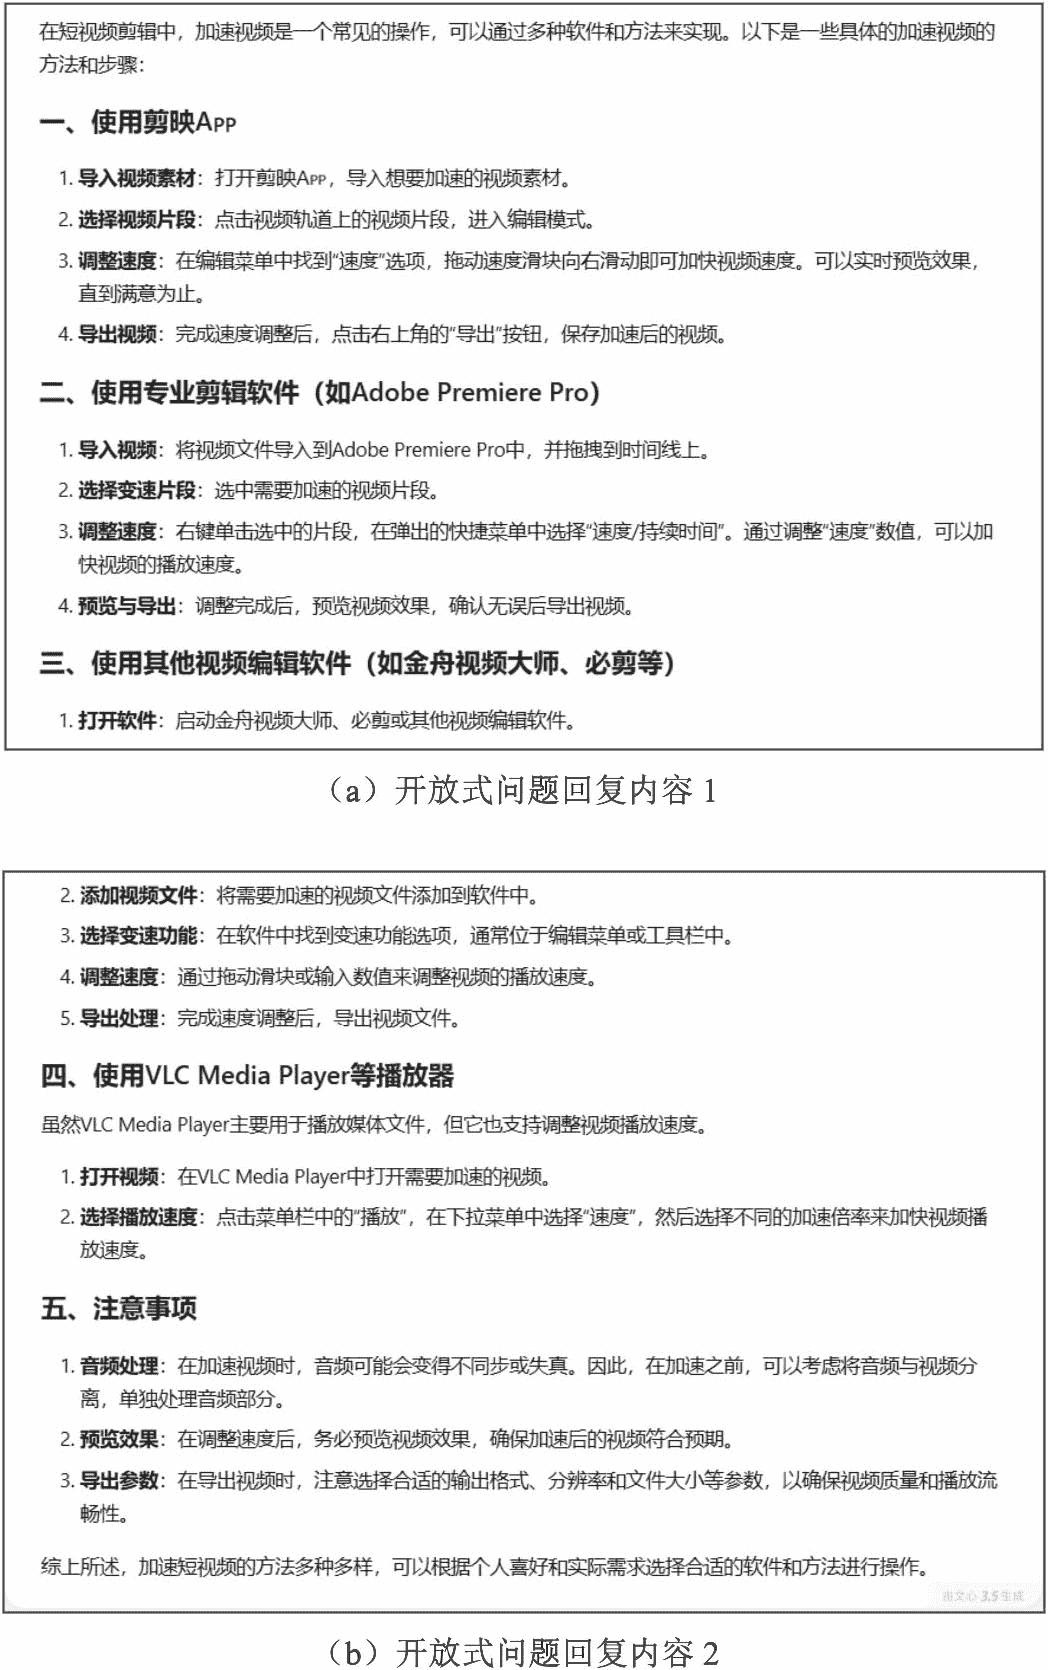 在短视频剪辑中，加速视频是一个常见的操作，可以通过多种软件和方法来实现。以下是一些具体的加速视频的
方法和步骤：
一、使用剪映APP
1. 导入视频素材：打开剪映APP，导入想要加速的视频素材。
2. 选择视频片段：点击视频轨道上的视频片段，进入编辑模式。
3. 调整速度：在编辑菜单中找到“速度”选项，拖动速度滑块向右滑动即可加快视频速度。可以实时预览效果，
直到满意为止。
4. 导出视频：完成速度调整后，点击右上角的“导出”按钮，保存加速后的视频。
二、使用专业剪辑软件（如Adobe Premiere Pro）
1. 导入视频：将视频文件导入到Adobe Premiere Pro中，并拖拽到时间线上。
2. 选择变速片段：选中需要加速的视频片段。
3. 调整速度：右键单击选中的片段，在弹出的快捷菜单中选择“速度/持续时间”。通过调整“速度”数值，可以加
快视频的播放速度。
4. 预览与导出：调整完成后，预览视频效果，确认无误后导出视频。
三、使用其他视频编辑软件（如金舟视频大师、必剪等）
1. 打开软件：启动金舟视频大师、必剪或其他视频编辑软件。
（a）开放式问题回复内容 1
2. 添加视频文件：将需要加速的视频文件添加到软件中。
3. 选择变速功能：在软件中找到变速功能选项，通常位于编辑菜单或工具栏中。
4. 调整速度：通过拖动滑块或输入数值来调整视频的播放速度。
5. 导出处理：完成速度调整后，导出视频文件。
四、使用VLC Media Player等播放器
虽然VLC Media Player主要用于播放媒体文件，但它也支持调整视频播放速度。
1. 打开视频：在VLC Media Player中打开需要加速的视频。
2. 选择播放速度：点击菜单栏中的“播放”，在下拉菜单中选择“速度”，然后选择不同的加速倍率来加快视频播
放速度。
五、注意事项
1. 音频处理：在加速视频时，音频可能会变得不同步或失真。因此，在加速之前，可以考虑将音频与视频分
离，单独处理音频部分。
2. 预览效果：在调整速度后，务必预览视频效果，确保加速后的视频符合预期。
3. 导出参数：在导出视频时，注意选择合适的输出格式、分辨率和文件大小等参数，以确保视频质量和播放流
畅性。
综上所述，加速短视频的方法多种多样，可以根据个人喜好和实际需求选择合适的软件和方法进行操作。
由文心 3.5 生成
（b）开放式问题回复内容 2